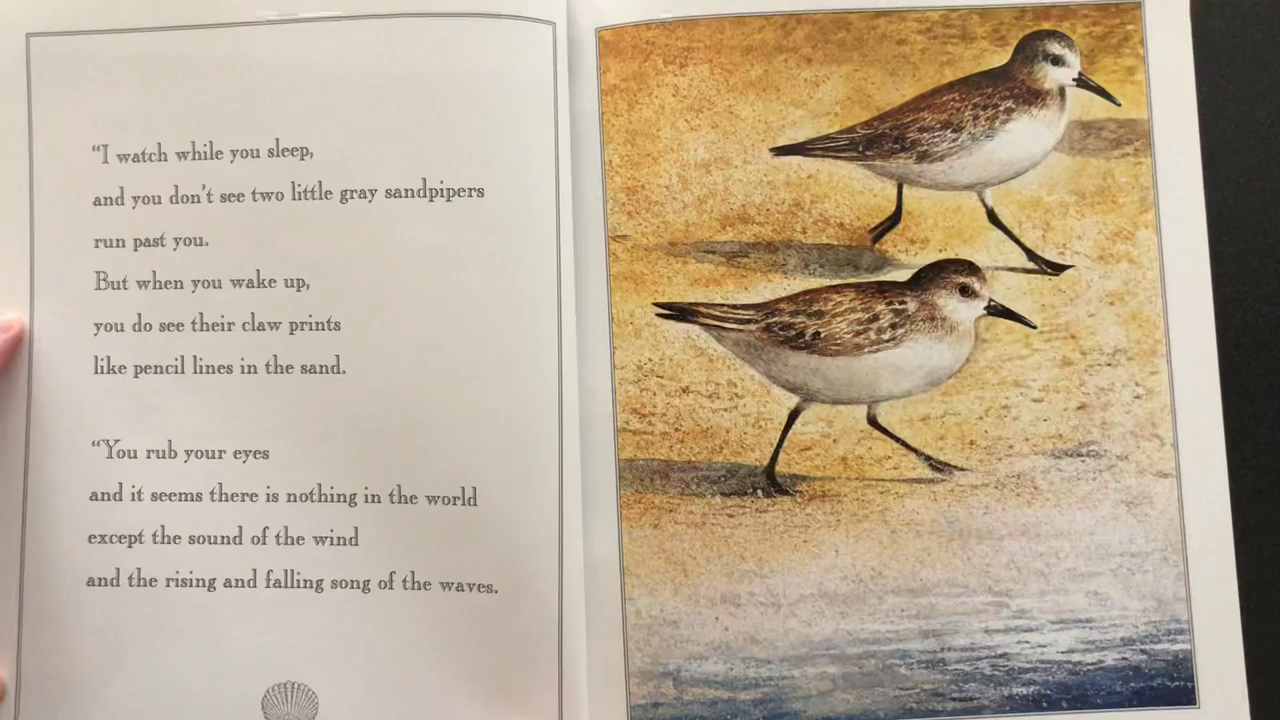 “I watch while you sleep,
and you don't see two little gray sandpipers
run past you.
But when you wake up,
you do see their claw prints
like pencil lines in the sand.
“You rub your eyes
and it seems there is nothing in the world
except the sound of the wind
and the rising and falling song of the waves.